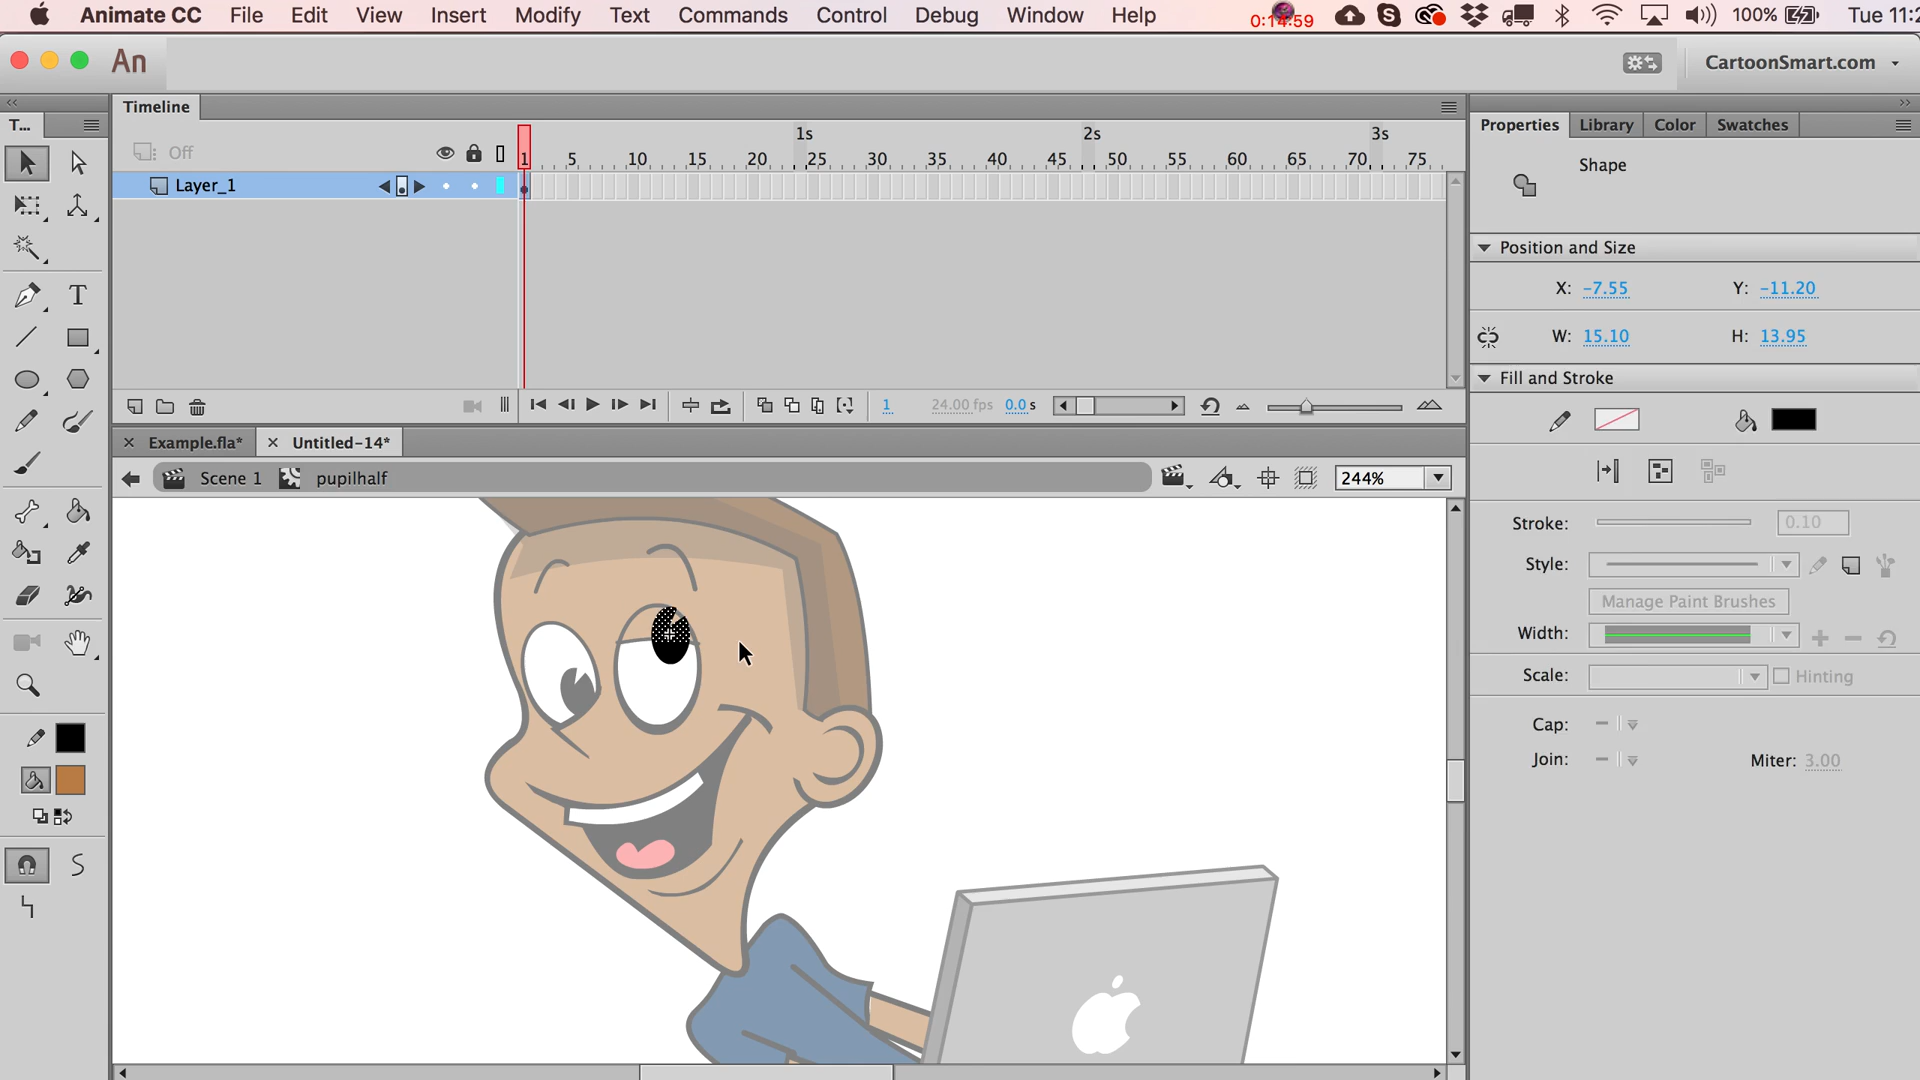 Animate CC File Edit View Insert Modify Text Commands Control Debug Window Help 0:14:59 100% Tue 11:2
An CartoonSmart.com
T... Timeline Properties Library Color Swatches
1s 2s 3s
Off 1 5 10 15 20 25 30 35 40 45 50 55 60 65 70 75
Shape
Layer_1
Position and Size
X: -7.55 Y: -11.20
W: 15.10 H: 13.95
Fill and Stroke
1 24.00 fps 0.0 s
Example.fla* Untitled-14*
Scene 1 pupilhalf 244%
Stroke: 0.10
Style:
Manage Paint Brushes
Width:
Scale: Hinting
Cap:
Join: Miter: 3.00